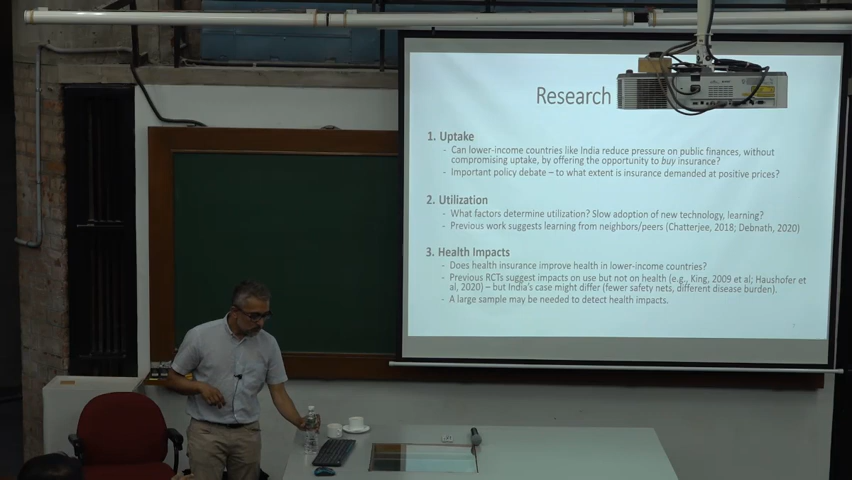 Research
1. Uptake
- Can lower-income countries like India reduce pressure on public finances, without
compromising uptake, by offering the opportunity to buy insurance?
- Important policy debate – to what extent is insurance demanded at positive prices?
2. Utilization
- What factors determine utilization? Slow adoption of new technology, learning?
- Previous work suggests learning from neighbors/peers (Chatterjee, 2018; Debnath, 2020)
3. Health Impacts
- Does health insurance improve health in lower-income countries?
- Previous RCTs suggest impacts on use but not on health (e.g., King, 2009 et al; Haushofer et
al, 2020) – but India's case might differ (fewer safety nets, different disease burden).
- A large sample may be needed to detect health impacts.